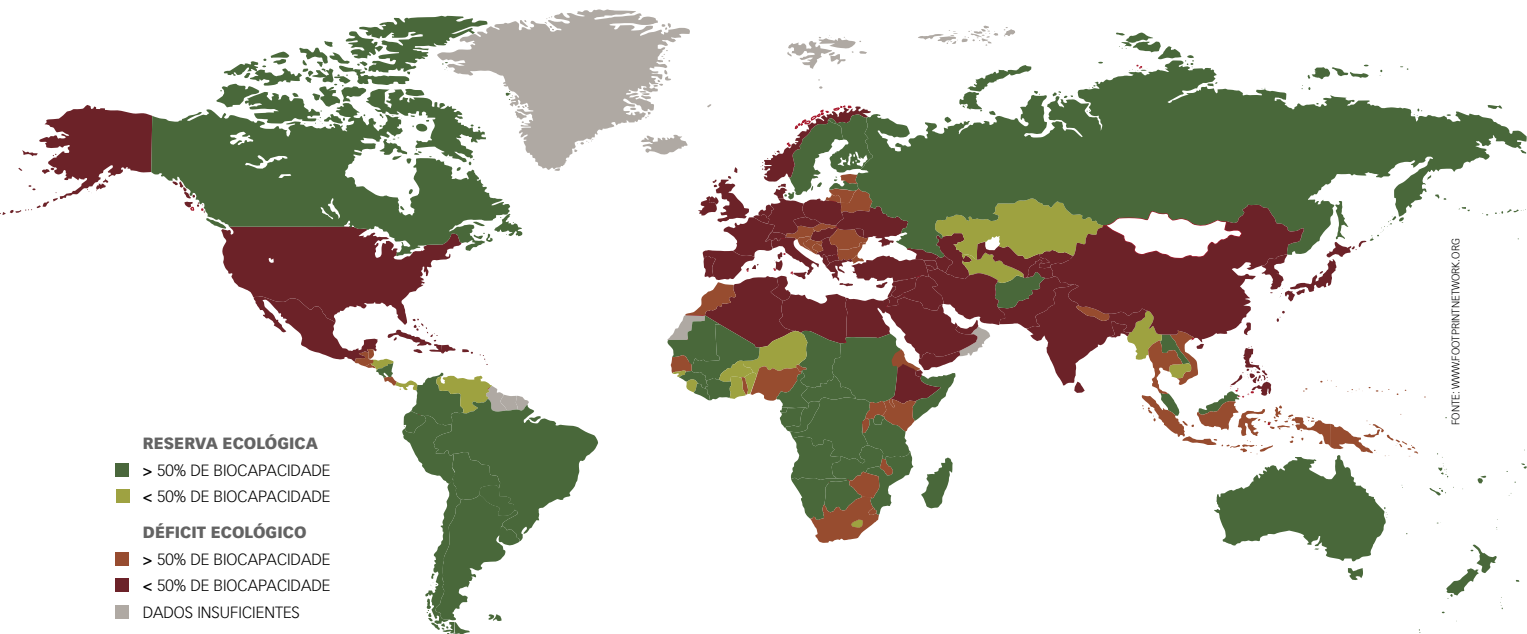 RESERVA ECOLÓGICA
> 50% DE BIOCAPACIDADE
< 50% DE BIOCAPACIDADE
DÉFICIT ECOLÓGICO
> 50% DE BIOCAPACIDADE
< 50% DE BIOCAPACIDADE
DADOS INSUFICIENTES
FONTE: WWW.FOOTPRINTNETWORK.ORG